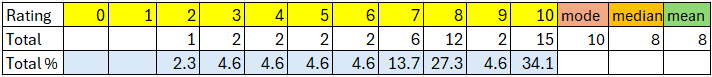 Rating 0 1 2 3 4 5 6 7 8 9 10 mode median mean
Total 1 2 2 2 2 6 12 2 15 10 8 8
Total % 2.3 4.6 4.6 4.6 4.6 13.7 27.3 4.6 34.1